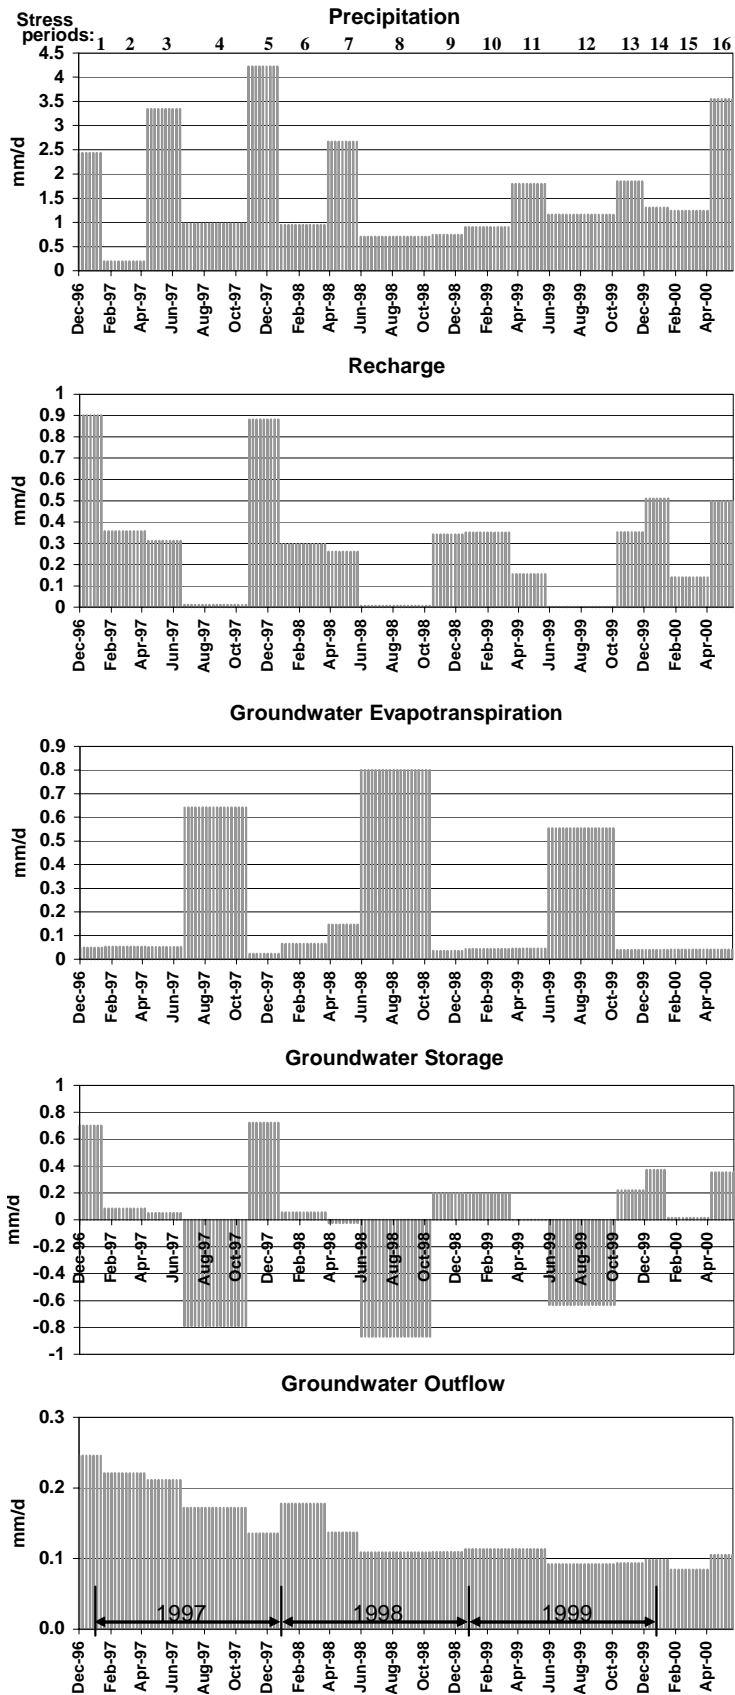 Precipitation
Stress
periods: 1 2 3 4 5 6 7 8 9 10 11 12 13 14 15 16
4.5
4
3.5
3
2.5
2
1.5
1
0.5
0
mm/d
Dec-96 Feb-97 Apr-97 Jun-97 Aug-97 Oct-97 Dec-97 Feb-98 Apr-98 Jun-98 Aug-98 Oct-98 Dec-98 Feb-99 Apr-99 Jun-99 Aug-99 Oct-99 Dec-99 Feb-00 Apr-00
Recharge
1
0.9
0.8
0.7
0.6
0.5
0.4
0.3
0.2
0.1
0
mm/d
Dec-96 Feb-97 Apr-97 Jun-97 Aug-97 Oct-97 Dec-97 Feb-98 Apr-98 Jun-98 Aug-98 Oct-98 Dec-98 Feb-99 Apr-99 Jun-99 Aug-99 Oct-99 Dec-99 Feb-00 Apr-00
Groundwater Evapotranspiration
0.9
0.8
0.7
0.6
0.5
0.4
0.3
0.2
0.1
0
mm/d
Dec-96 Feb-97 Apr-97 Jun-97 Aug-97 Oct-97 Dec-97 Feb-98 Apr-98 Jun-98 Aug-98 Oct-98 Dec-98 Feb-99 Apr-99 Jun-99 Aug-99 Oct-99 Dec-99 Feb-00 Apr-00
Groundwater Storage
1
0.8
0.6
0.4
0.2
0
-0.2
-0.4
-0.6
-0.8
-1
mm/d
Dec-96 Feb-97 Apr-97 Jun-97 Aug-97 Oct-97 Dec-97 Feb-98 Apr-98 Jun-98 Aug-98 Oct-98 Dec-98 Feb-99 Apr-99 Jun-99 Aug-99 Oct-99 Dec-99 Feb-00 Apr-00
Groundwater Outflow
0.3
0.2
0.1
0.0
mm/d
1997 1998 1999
Dec-96 Feb-97 Apr-97 Jun-97 Aug-97 Oct-97 Dec-97 Feb-98 Apr-98 Jun-98 Aug-98 Oct-98 Dec-98 Feb-99 Apr-99 Jun-99 Aug-99 Oct-99 Dec-99 Feb-00 Apr-00